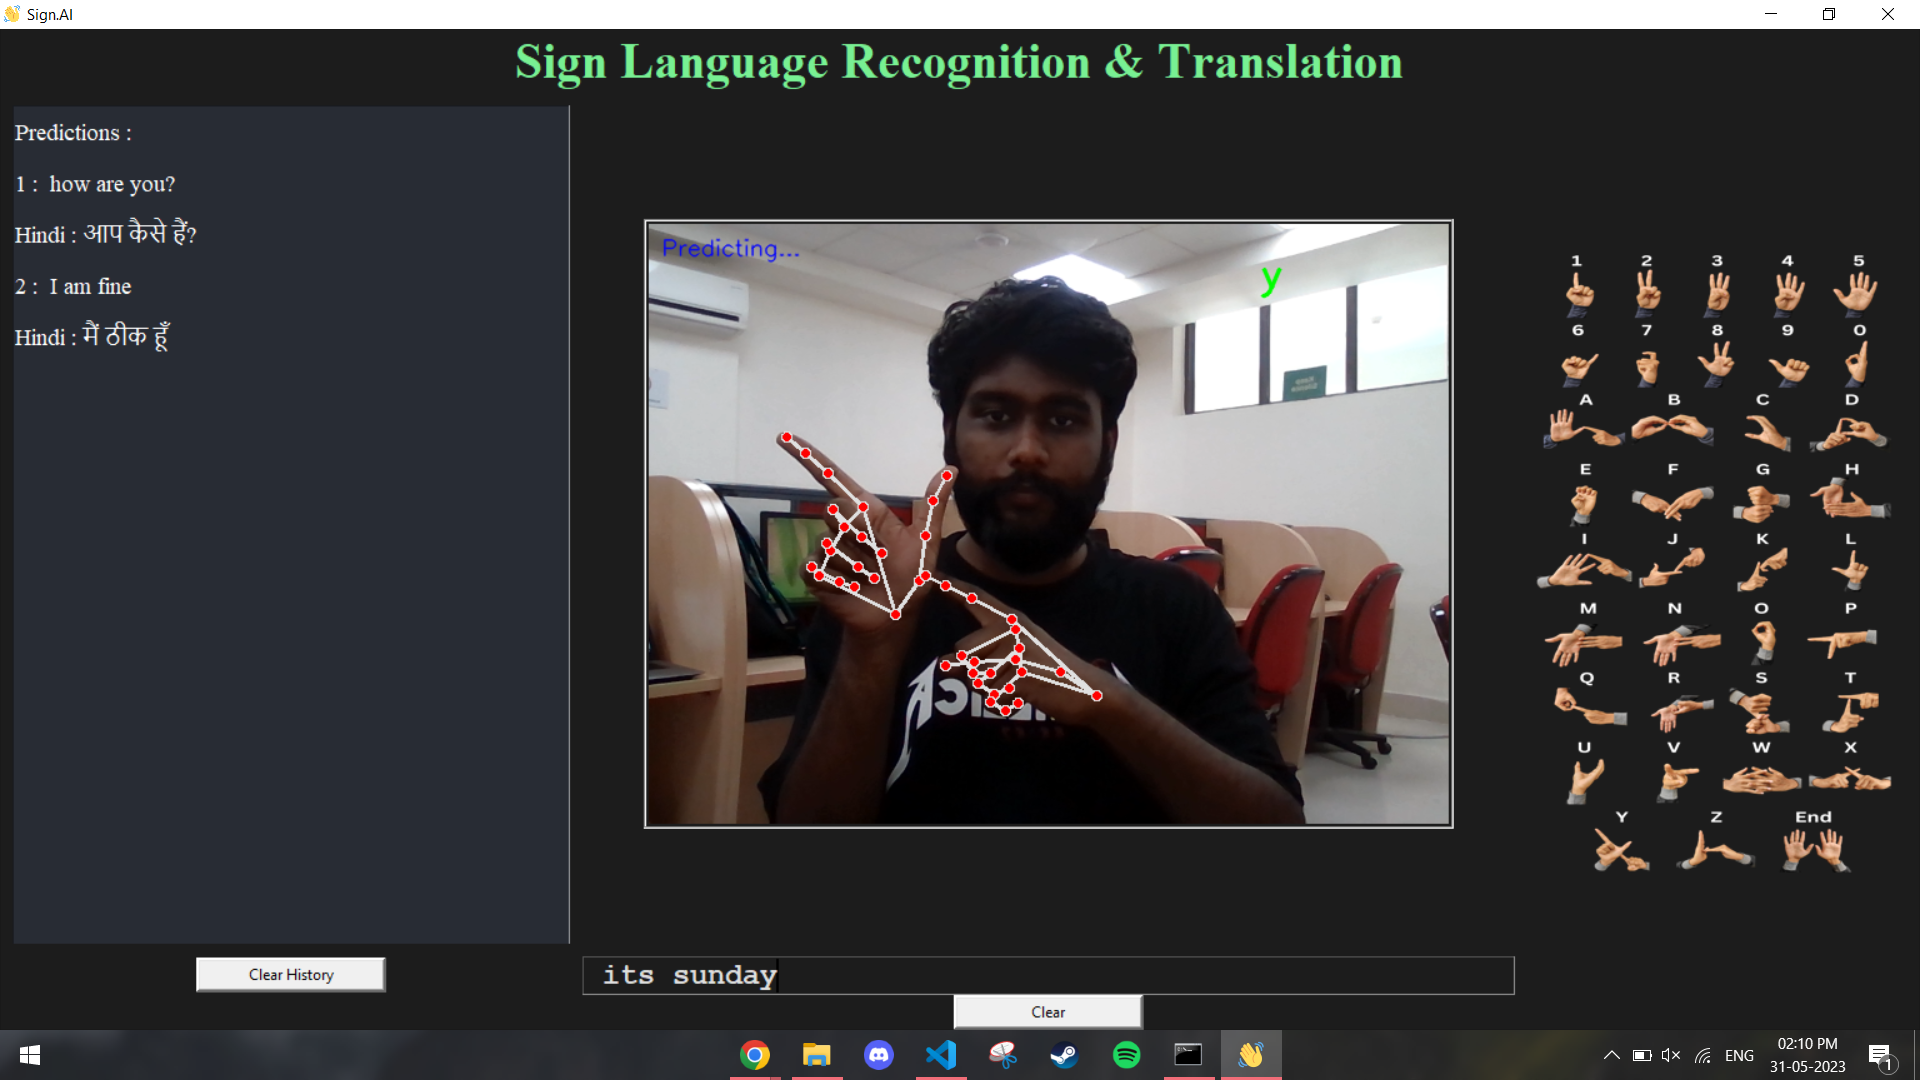 Sign.AI
Sign Language Recognition & Translation
Predictions :
1 :  how are you?
Hindi : आप कैसे हैं?
2 :  I am fine
Hindi : मैं ठीक हूँ
Predicting...
y
1 2 3 4 5
6 7 8 9 0
A B C D
E F G H
I J K L
M N O P
Q R S T
U V W X
Y Z End
Clear History
its sunday
Clear
ENG
02:10 PM
31-05-2023
1